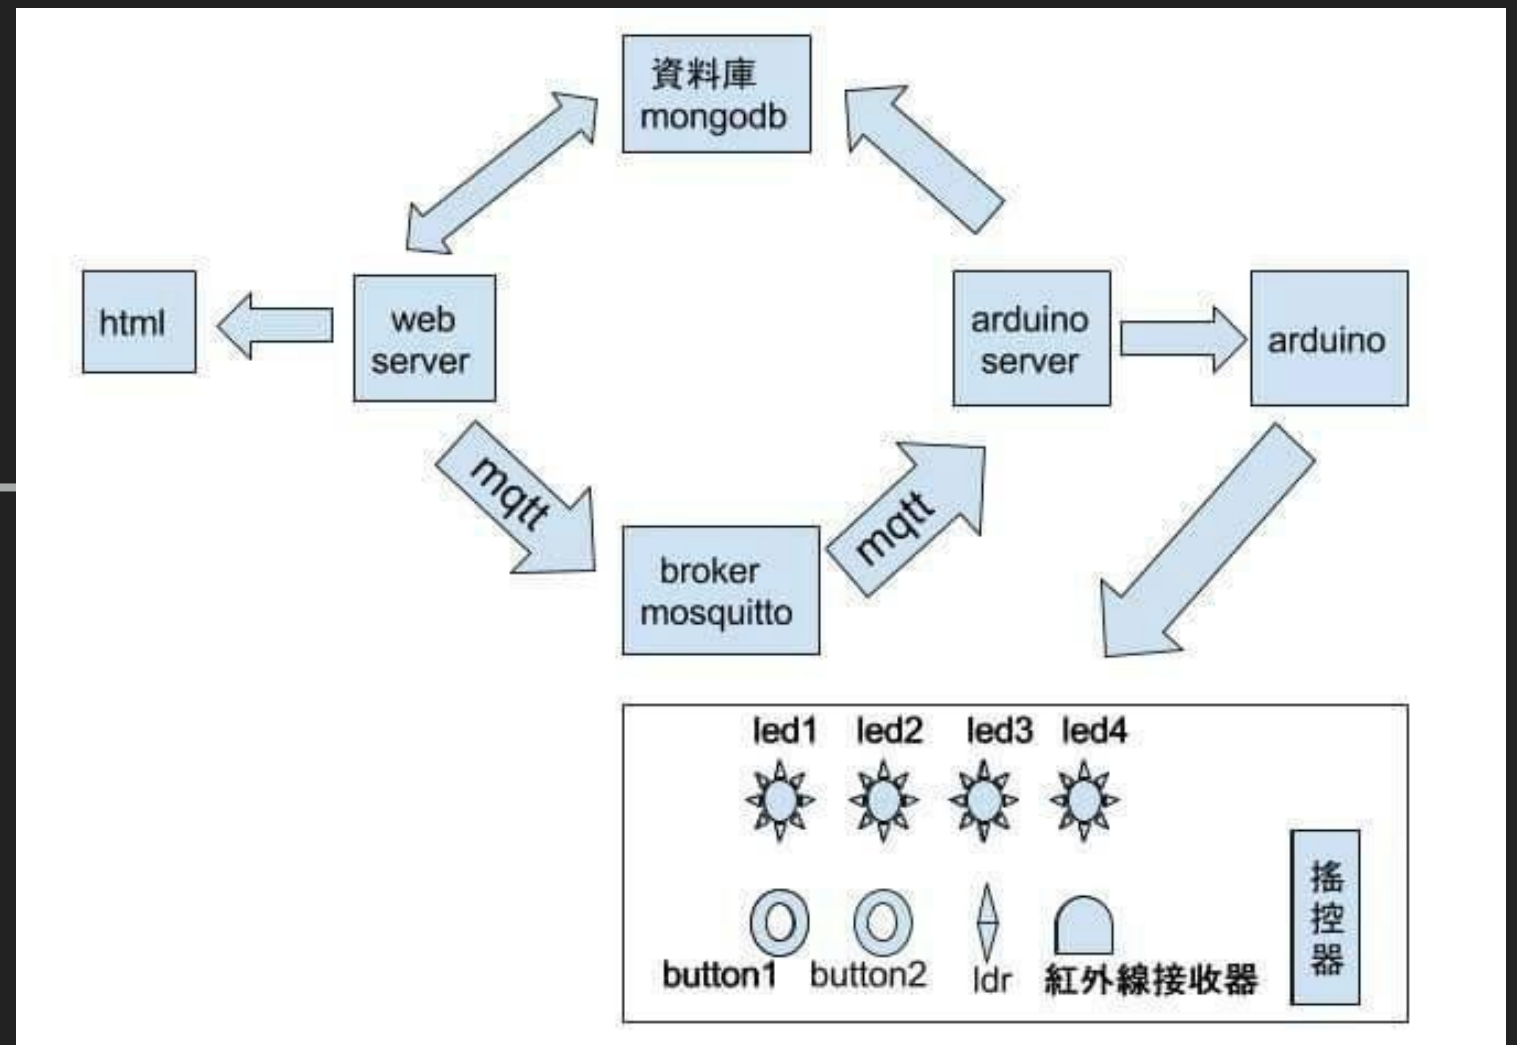 資料庫
mongodb
html
web
server
arduino
server
arduino
mqtt
mqtt
broker
mosquitto
led1 led2 led3 led4
button1 button2 ldr 紅外線接收器
搖
控
器